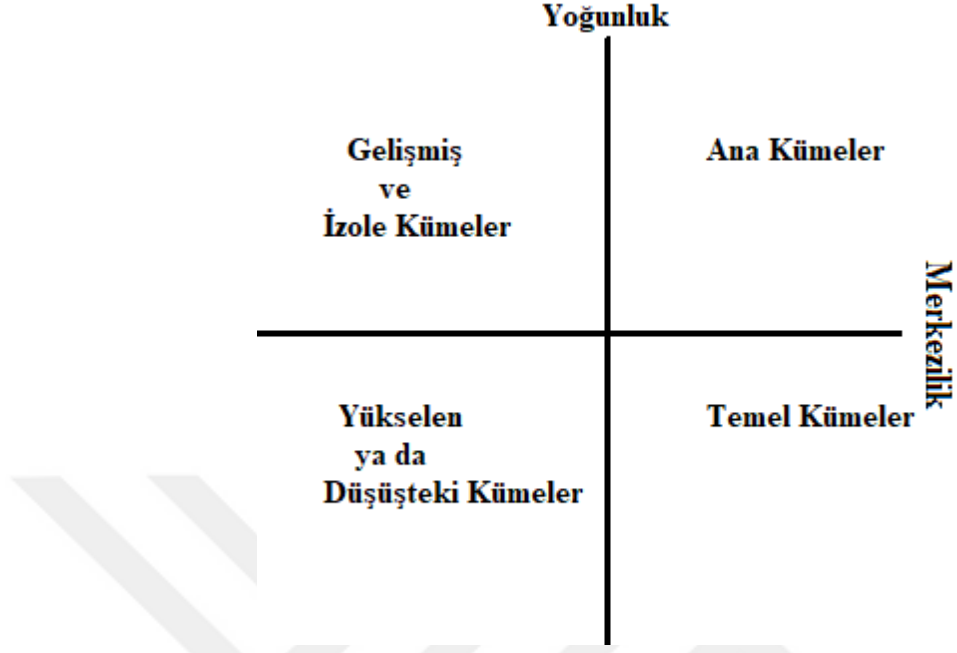 Yoğunluk
Gelişmiş
ve
İzole Kümeler
Ana Kümeler
Merkezilik
Yükselen
ya da
Düşüşteki Kümeler
Temel Kümeler